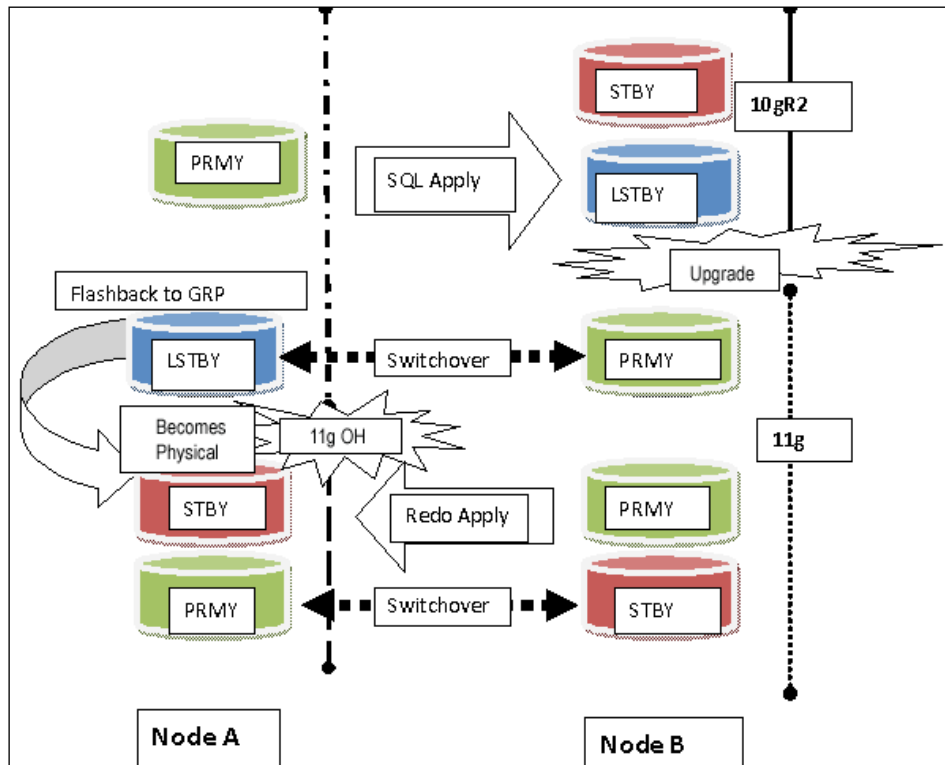 STBY
10gR2
PRMY
SQL Apply
LSTBY
Upgrade
Flashback to GRP
LSTBY
Switchover
PRMY
Becomes
Physical
11g OH
11g
STBY
Redo Apply
PRMY
PRMY
Switchover
STBY
Node A
Node B